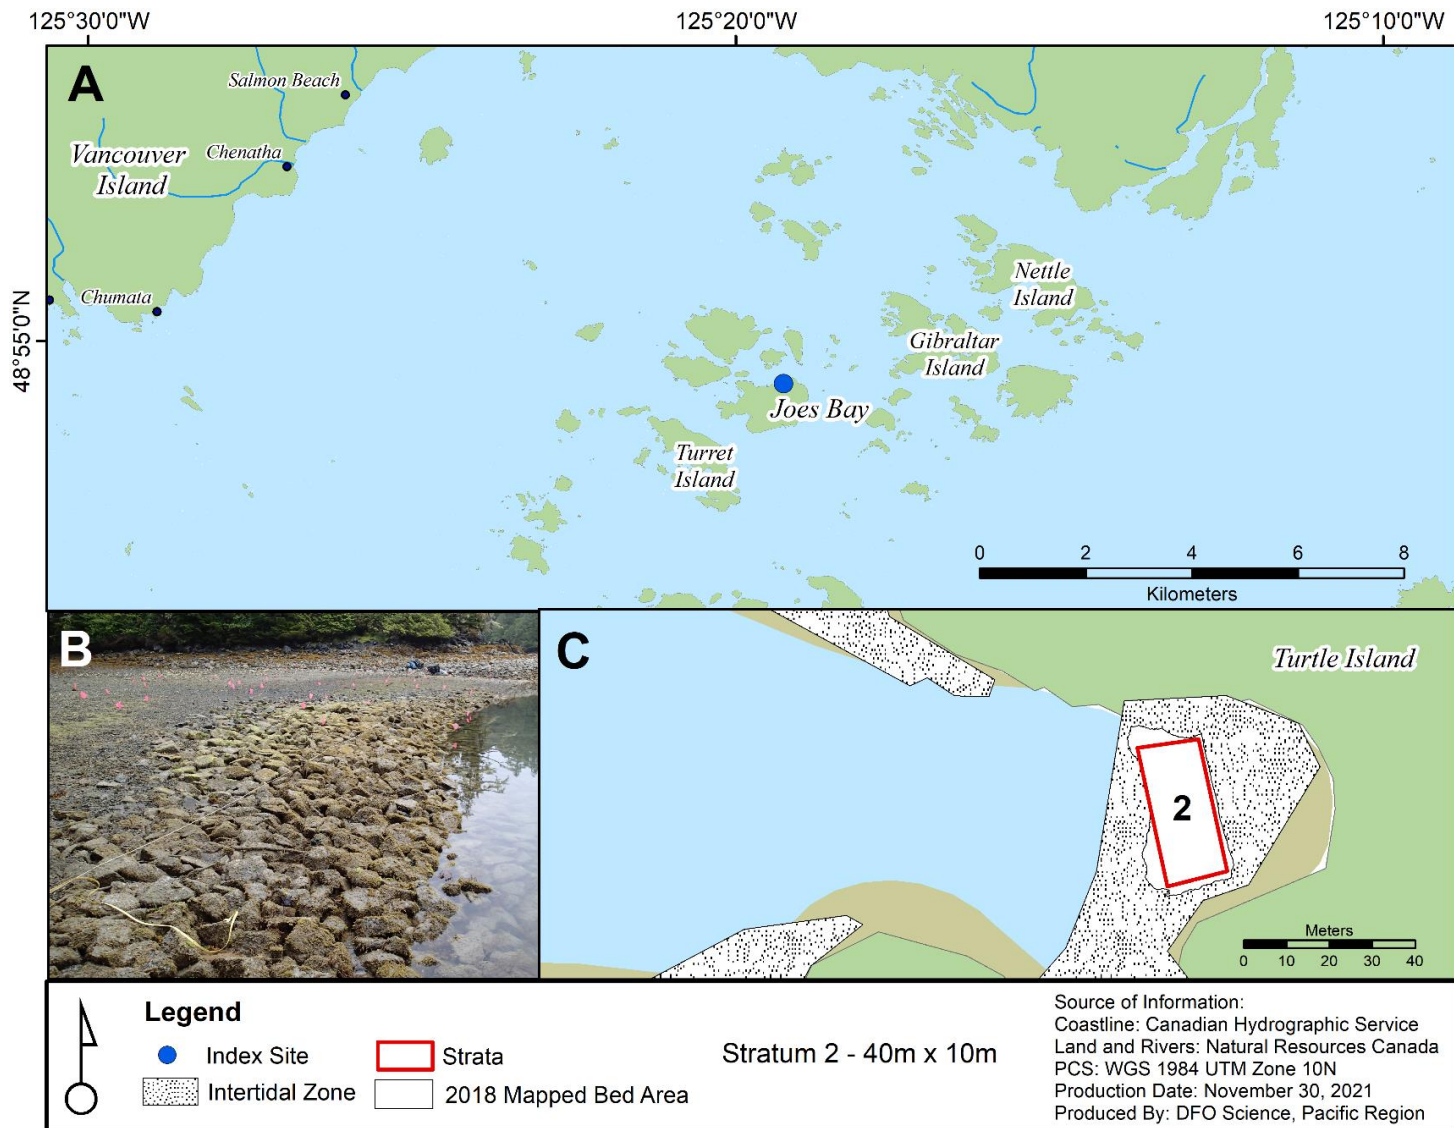 125°30'0"W
125°20'0"W
125°10'0"W
A
Salmon Beach
Chenatha
Vancouver
Island
Chumata
48°55'0"N
Nettle
Island
Gibraltar
Island
Joes Bay
Turret
Island
0 2 4 6 8
Kilometers
B
C
Turtle Island
2
Meters
0 10 20 30 40
Legend
Index Site
Strata
Intertidal Zone
2018 Mapped Bed Area
Stratum 2 - 40m x 10m
Source of Information:
Coastline: Canadian Hydrographic Service
Land and Rivers: Natural Resources Canada
PCS: WGS 1984 UTM Zone 10N
Production Date: November 30, 2021
Produced By: DFO Science, Pacific Region